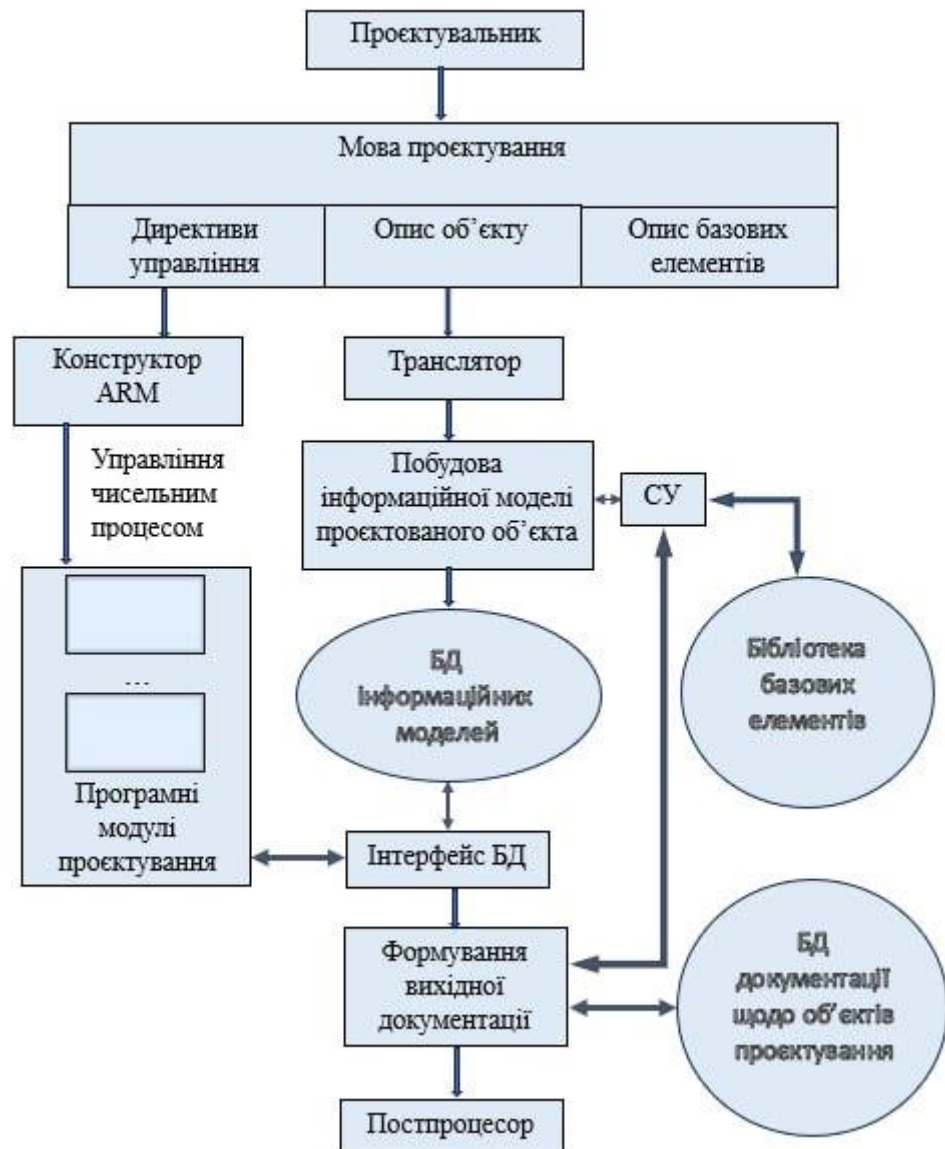 Проєктувальник
Мова проєктування
Директиви
управління
Опис об’єкту
Опис базових
елементів
Конструктор
ARM
Транслятор
Управління
чисельним
процесом
Побудова
інформаційної моделі
проєктованого об’єкта
СУ
БД
інформаційних
моделей
Бібліотека
базових
елементів
...
Програмні
модулі
проєктування
Інтерфейс БД
Формування
вихідної
документації
БД
документації
щодо об’єктів
проєктування
Постпроцесор